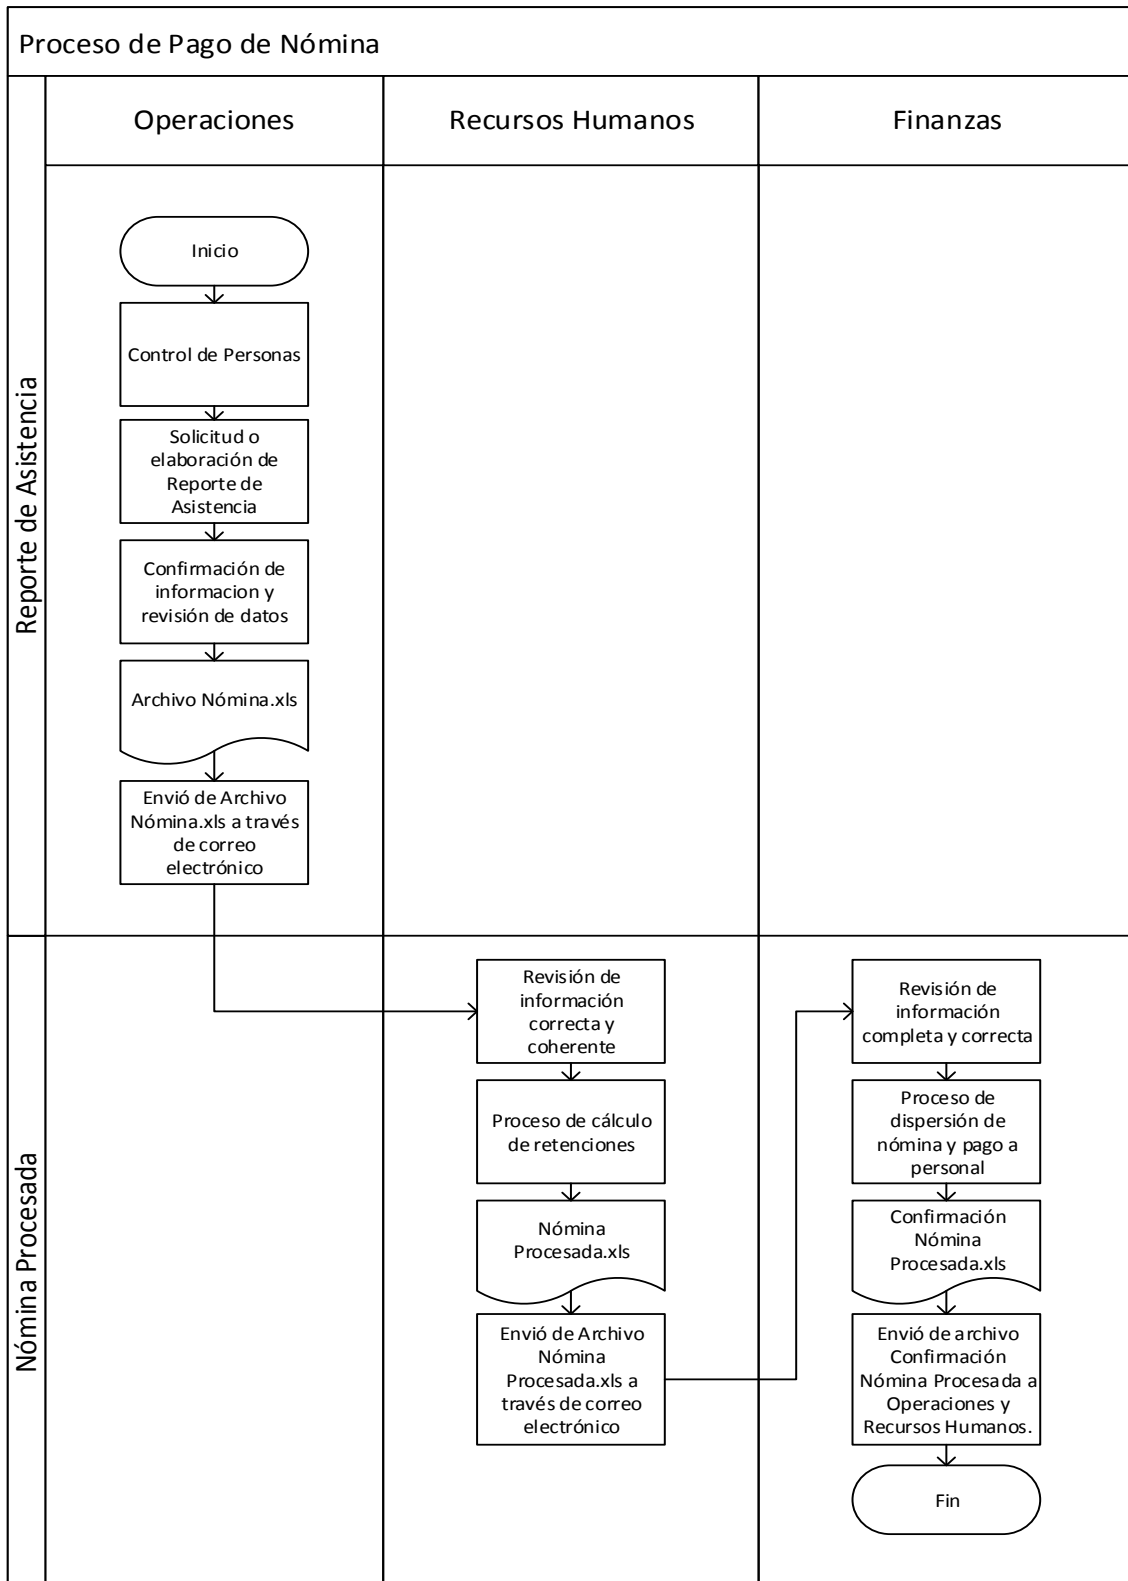 Proceso de Pago de Nómina
Operaciones
Recursos Humanos
Finanzas
Reporte de Asistencia
Inicio
Control de Personas
Solicitud o
elaboración de
Reporte de
Asistencia
Confirmación de
informacion y
revisión de datos
Archivo Nómina.xls
Envió de Archivo
Nómina.xls a través
de correo
electrónico
Nómina Procesada
Revisión de
información
correcta y
coherente
Proceso de cálculo
de retenciones
Nómina
Procesada.xls
Envió de Archivo
Nómina
Procesada.xls a
través de correo
electrónico
Revisión de
información
completa y correcta
Proceso de
dispersión de
nómina y pago a
personal
Confirmación
Nómina
Procesada.xls
Envió de archivo
Confirmación
Nómina Procesada a
Operaciones y
Recursos Humanos.
Fin